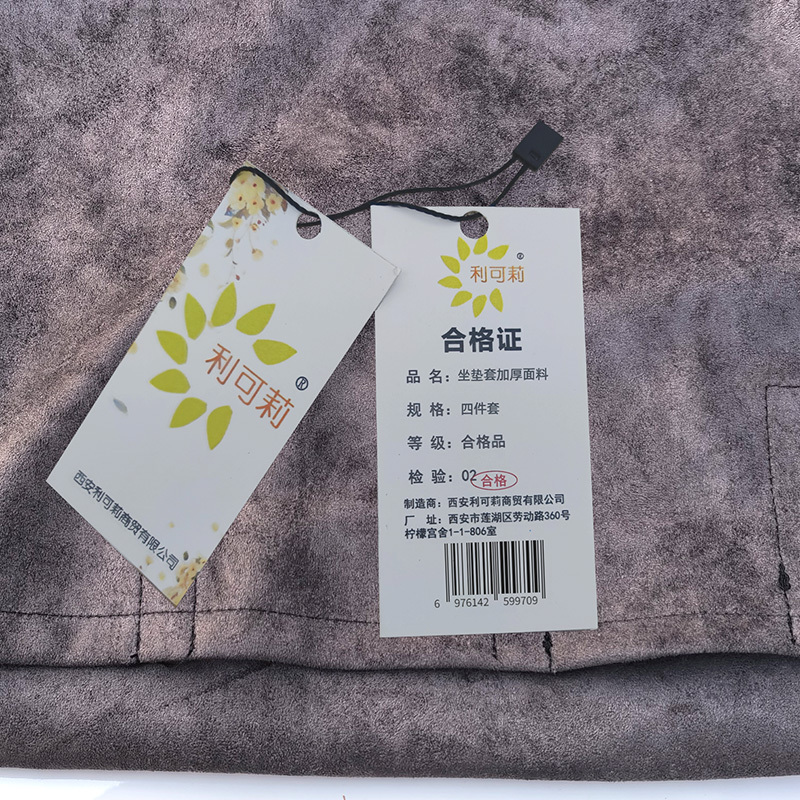 利可莉®
西安利可莉商贸有限公司
利可莉®
合格证
品 名：坐垫套加厚面料
规 格：四件套
等 级：合格品
检 验：02 合格
制造商：西安利可莉商贸有限公司
厂 址：西安市莲湖区劳动路360号
柠檬宫舍1-1-806室
6 976142 599709